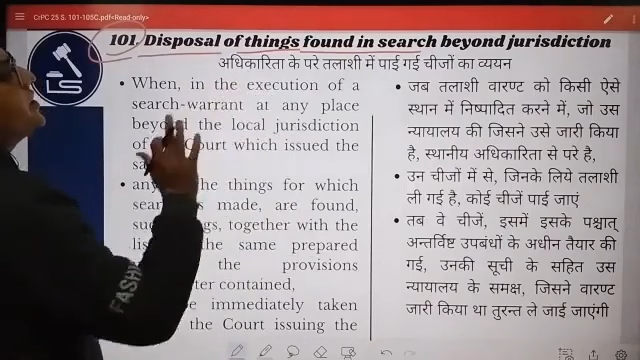 CrPC 25 S. 101-105C.pdf<Read-only>
101. Disposal of things found in search beyond jurisdiction
अधिकारिता के परे तलाशी में पाई गई चीजों का व्ययन
• When, in the execution of a
search-warrant at any place
beyond the local jurisdiction
of Court which issued the
any the things for which
made, are found,
together with the
the same prepared
the provisions
contained,
immediately taken
the Court issuing the
• जब तलाशी वारण्ट को किसी ऐसे
स्थान में निष्पादित करने में, जो उस
न्यायालय की जिसने उसे जारी किया
है, स्थानीय अधिकारिता से परे है,
• उन चीजों में से, जिनके लिये तलाशी
ली गई है, कोई चीजें पाई जाएं
• तब वे चीजें, इसमें इसके पश्चात्
अन्तर्विष्ट उपबंधों के अधीन तैयार की
गई, उनकी सूची के सहित उस
न्यायालय के समक्ष, जिसने वारण्ट
जारी किया था तुरन्त ले जाई जाएंगी
LS
FASHION